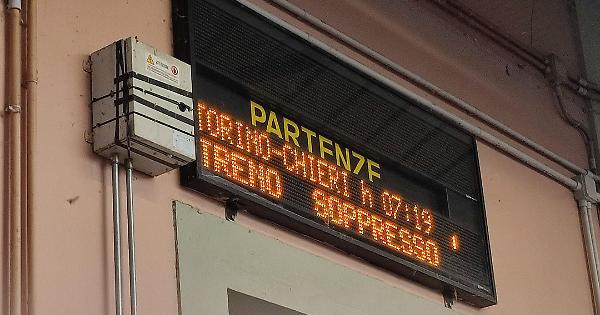 PARTENZE
TORINO-CHIERI h 07:19
TRENO SOPPRESSO